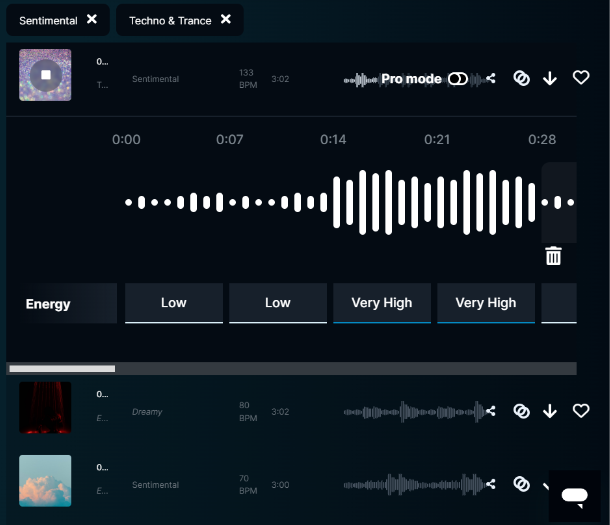 Sentimental
Techno & Trance
0...
T...
Sentimental
133
BPM
3:02
Pro mode
0:00 0:07 0:14 0:21 0:28
Energy Low Low Very High Very High
0...
E...
Dreamy
80
BPM
3:02
0...
E...
Sentimental
70
BPM
3:00